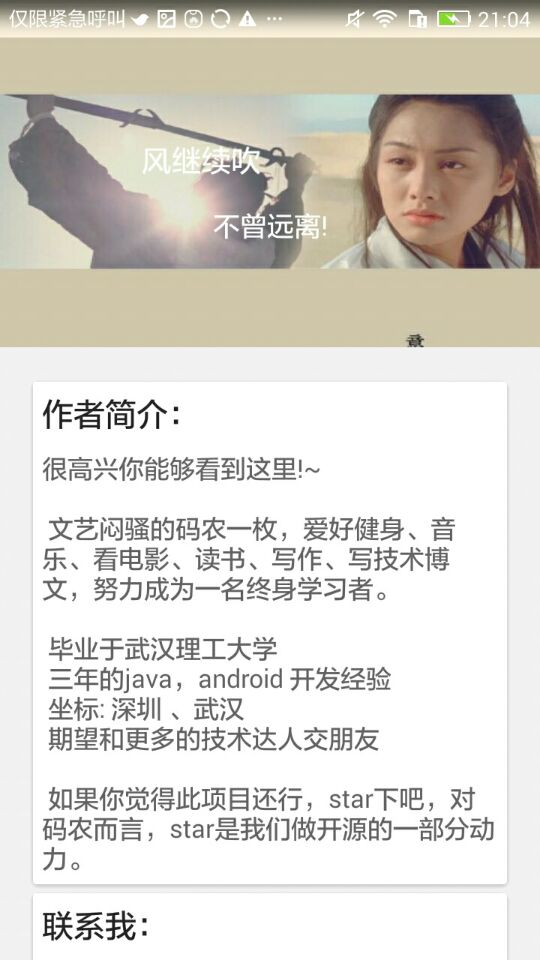 仅限紧急呼叫 21:04
风继续吹
不曾远离!
作者简介：
很高兴你能够看到这里!~
文艺闷骚的码农一枚，爱好健身、音
乐、看电影、读书、写作、写技术博
文，努力成为一名终身学习者。
毕业于武汉理工大学
三年的java，android 开发经验
坐标: 深圳 、武汉
期望和更多的技术达人交朋友
如果你觉得此项目还行，star下吧，对
码农而言，star是我们做开源的一部分动
力。
联系我：